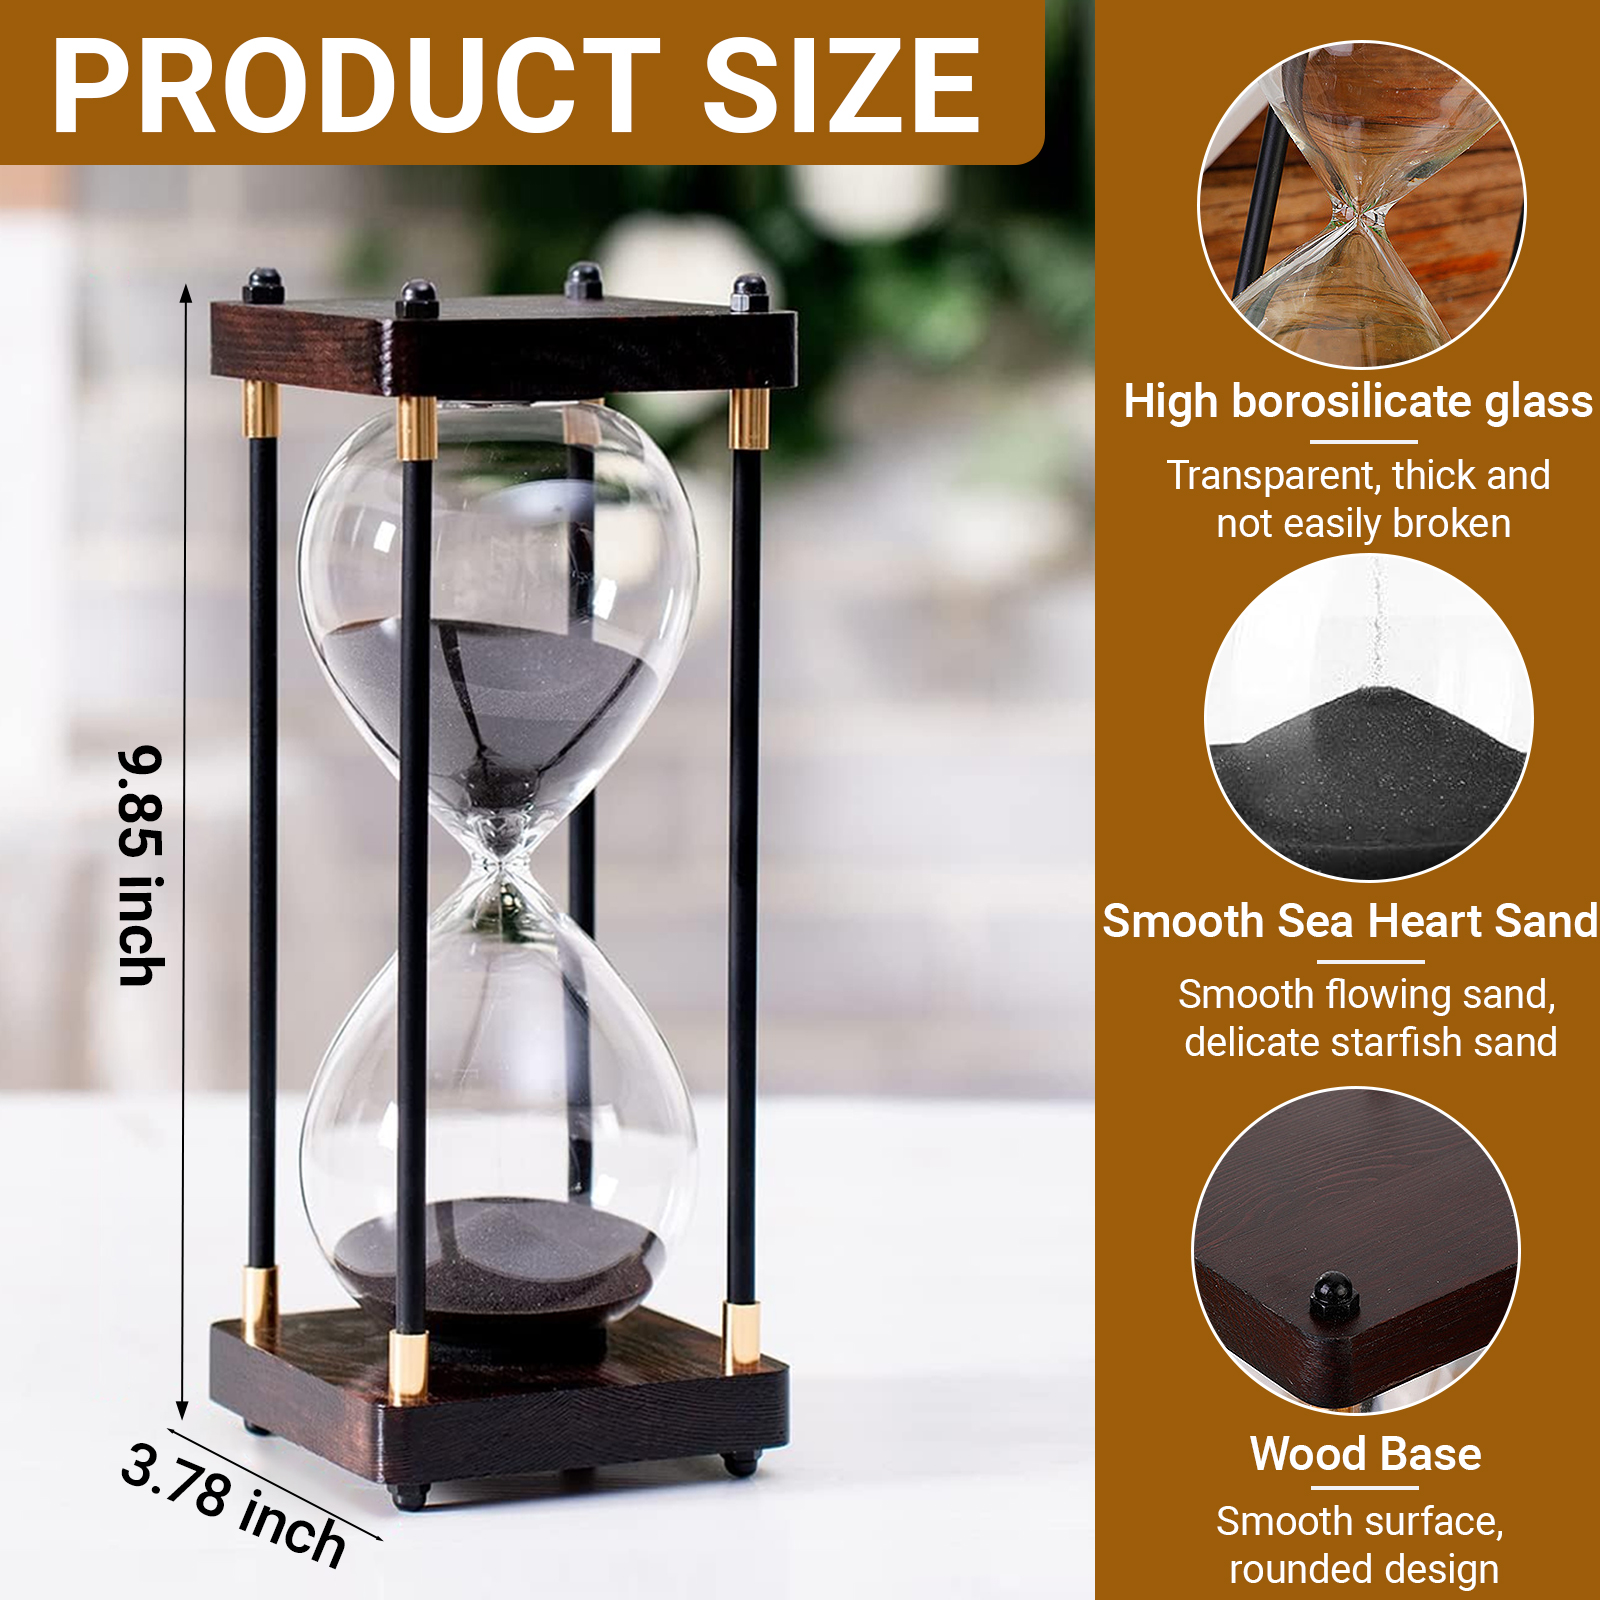 PRODUCT SIZE
9.85 inch
3.78 inch
High borosilicate glass
Transparent, thick and
not easily broken
Smooth Sea Heart Sand
Smooth flowing sand,
delicate starfish sand
Wood Base
Smooth surface,
rounded design